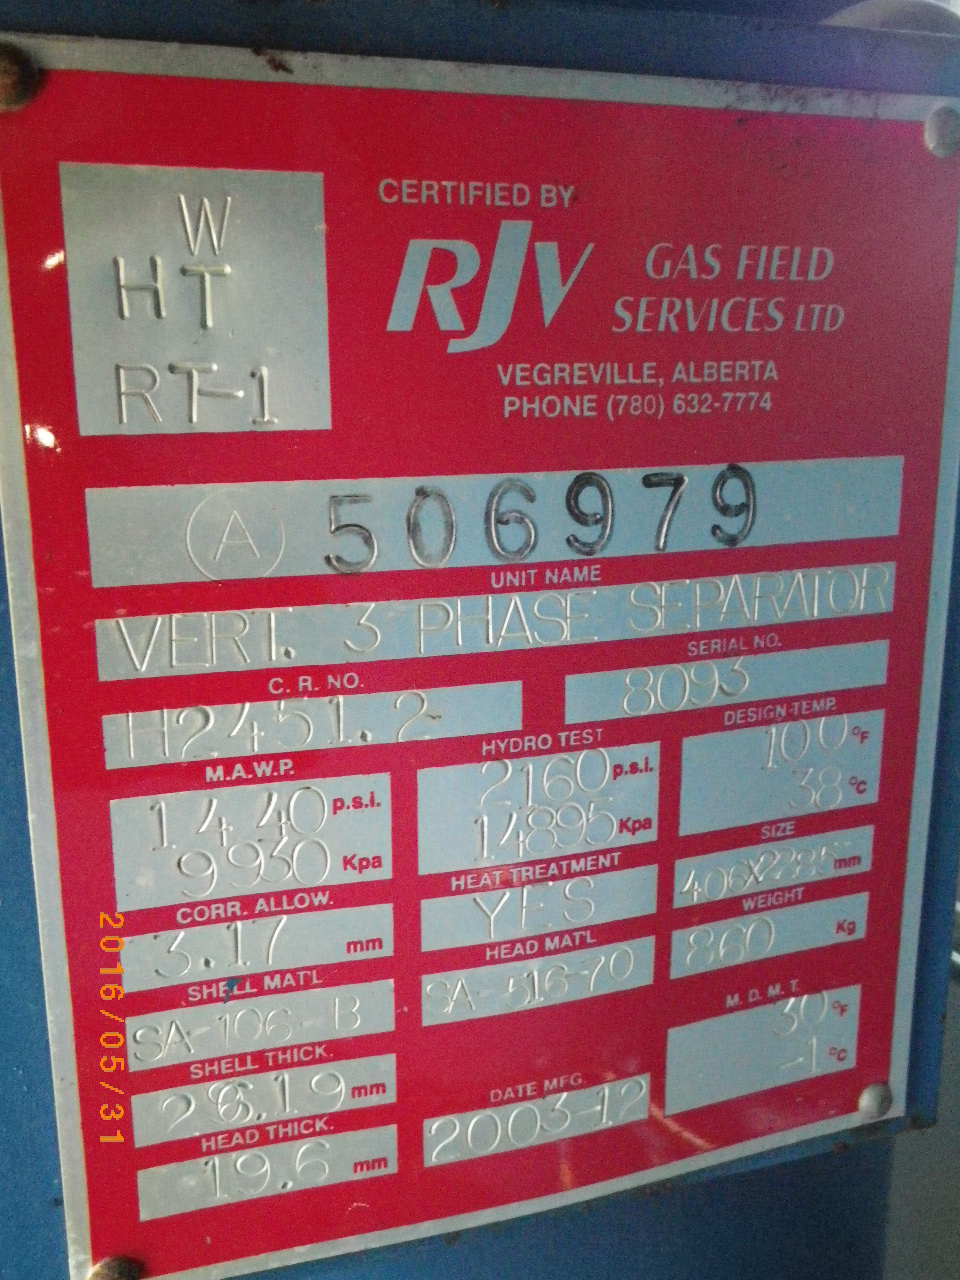 W
HT
RT-1
CERTIFIED BY
RJV GAS FIELD
SERVICES LTD
VEGREVILLE, ALBERTA
PHONE (780) 632-7774
A 506979
UNIT NAME
VERT. 3 PHASE SEPARATOR
C. R. NO.
H2451.2
SERIAL NO.
8093
M.A.W.P.
1440 p.s.i.
9930 Kpa
HYDRO TEST
2160 p.s.i.
14895 Kpa
DESIGN TEMP.
100 °F
38 °C
CORR. ALLOW.
3.17 mm
HEAT TREATMENT
YES
SIZE
406X2285 mm
SHELL MAT'L
SA-106-B
HEAD MAT'L
SA-516-70
WEIGHT
860 Kg
SHELL THICK.
mm
HEAD THICK.
19.6 mm
DATE MFG.
2003-12
M. D. M. T.
30 °F
-1 °C
2016/05/31